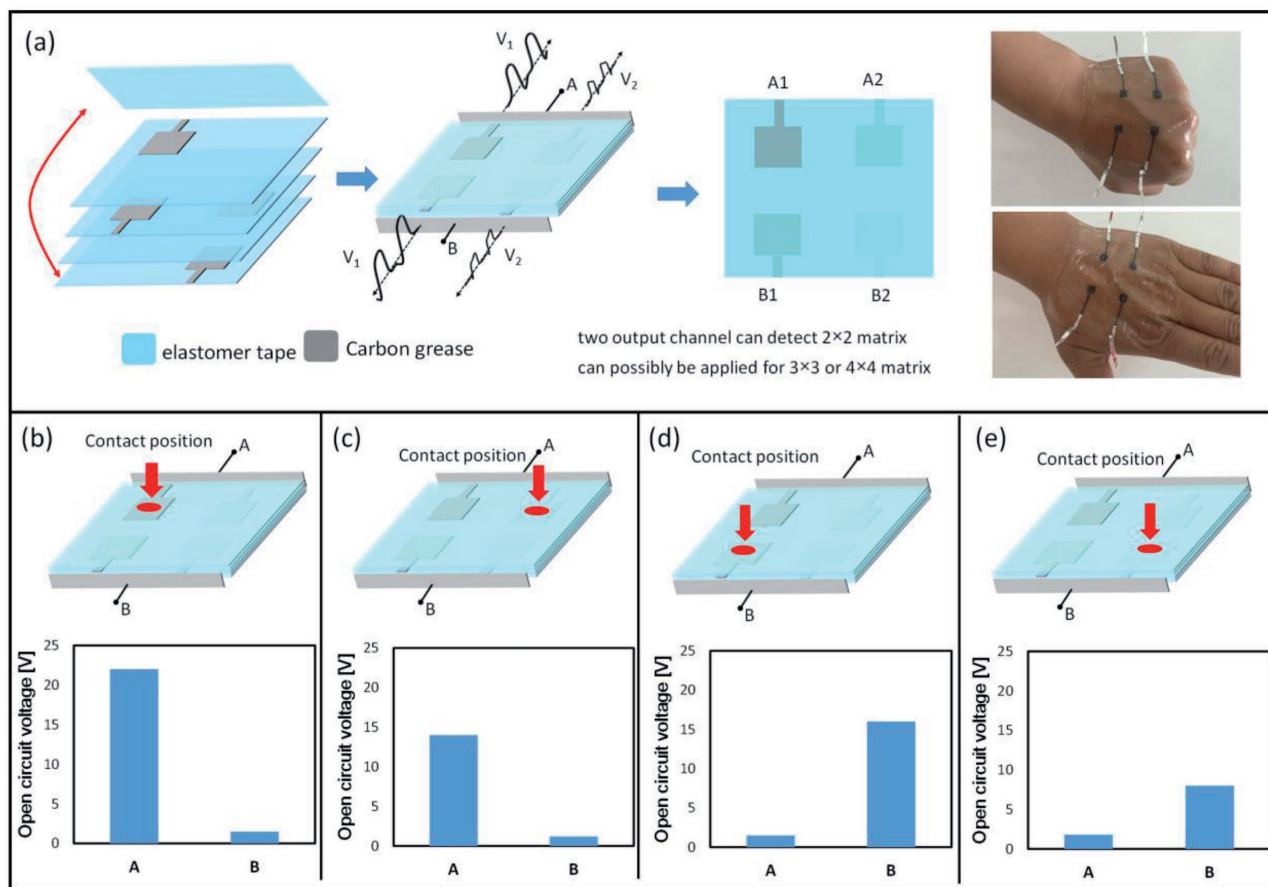 (a)
V1
V2
A
A1 A2
V1
B
V2
B1 B2
elastomer tape
Carbon grease
two output channel can detect 2×2 matrix
can possibly be applied for 3×3 or 4×4 matrix
(b)
Contact position
A
B
Open circuit voltage [V]
25
20
15
10
5
0
A B
(c)
Contact position
A
B
Open circuit voltage [V]
25
20
15
10
5
0
A B
(d)
Contact position
A
B
Open circuit voltage [V]
25
20
15
10
5
0
A B
(e)
Contact position
A
B
Open circuit voltage [V]
25
20
15
10
5
0
A B